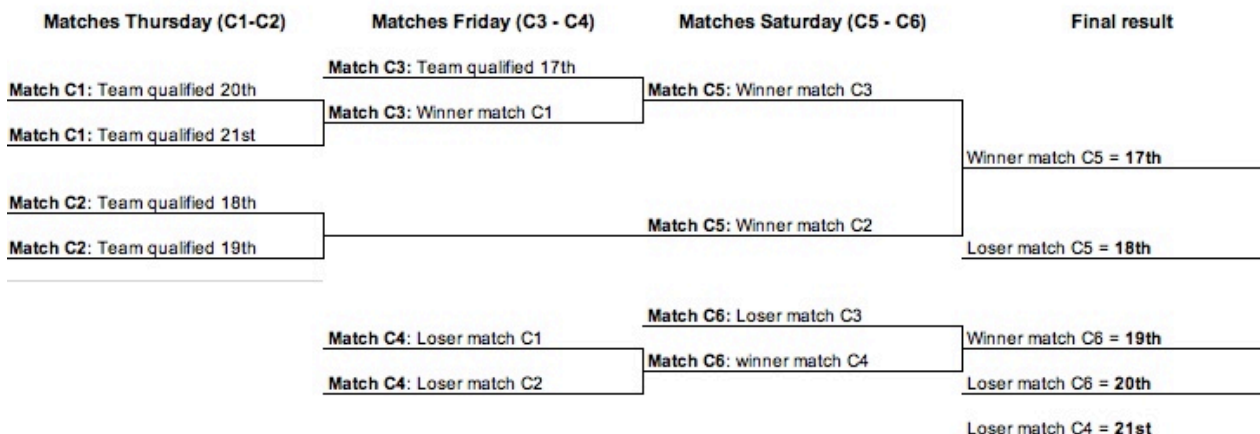 Matches Thursday (C1-C2)
Matches Friday (C3 - C4)
Matches Saturday (C5 - C6)
Final result
Match C1: Team qualified 20th
Match C1: Team qualified 21st
Match C2: Team qualified 18th
Match C2: Team qualified 19th
Match C3: Team qualified 17th
Match C3: Winner match C1
Match C4: Loser match C1
Match C4: Loser match C2
Match C5: Winner match C3
Match C5: Winner match C2
Match C6: Loser match C3
Match C6: winner match C4
Winner match C5 = 17th
Loser match C5 = 18th
Winner match C6 = 19th
Loser match C6 = 20th
Loser match C4 = 21st